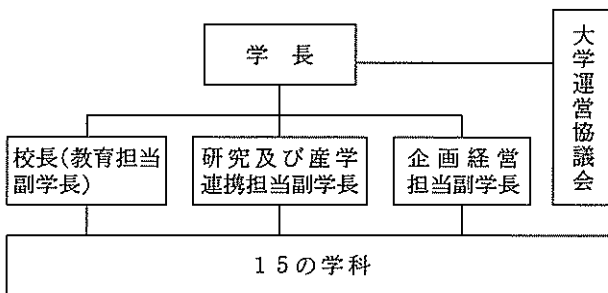 学長
大学運営協議会
校長(教育担当
副学長)
研究及び産学
連携担当副学長
企画経営
担当副学長
15の学科